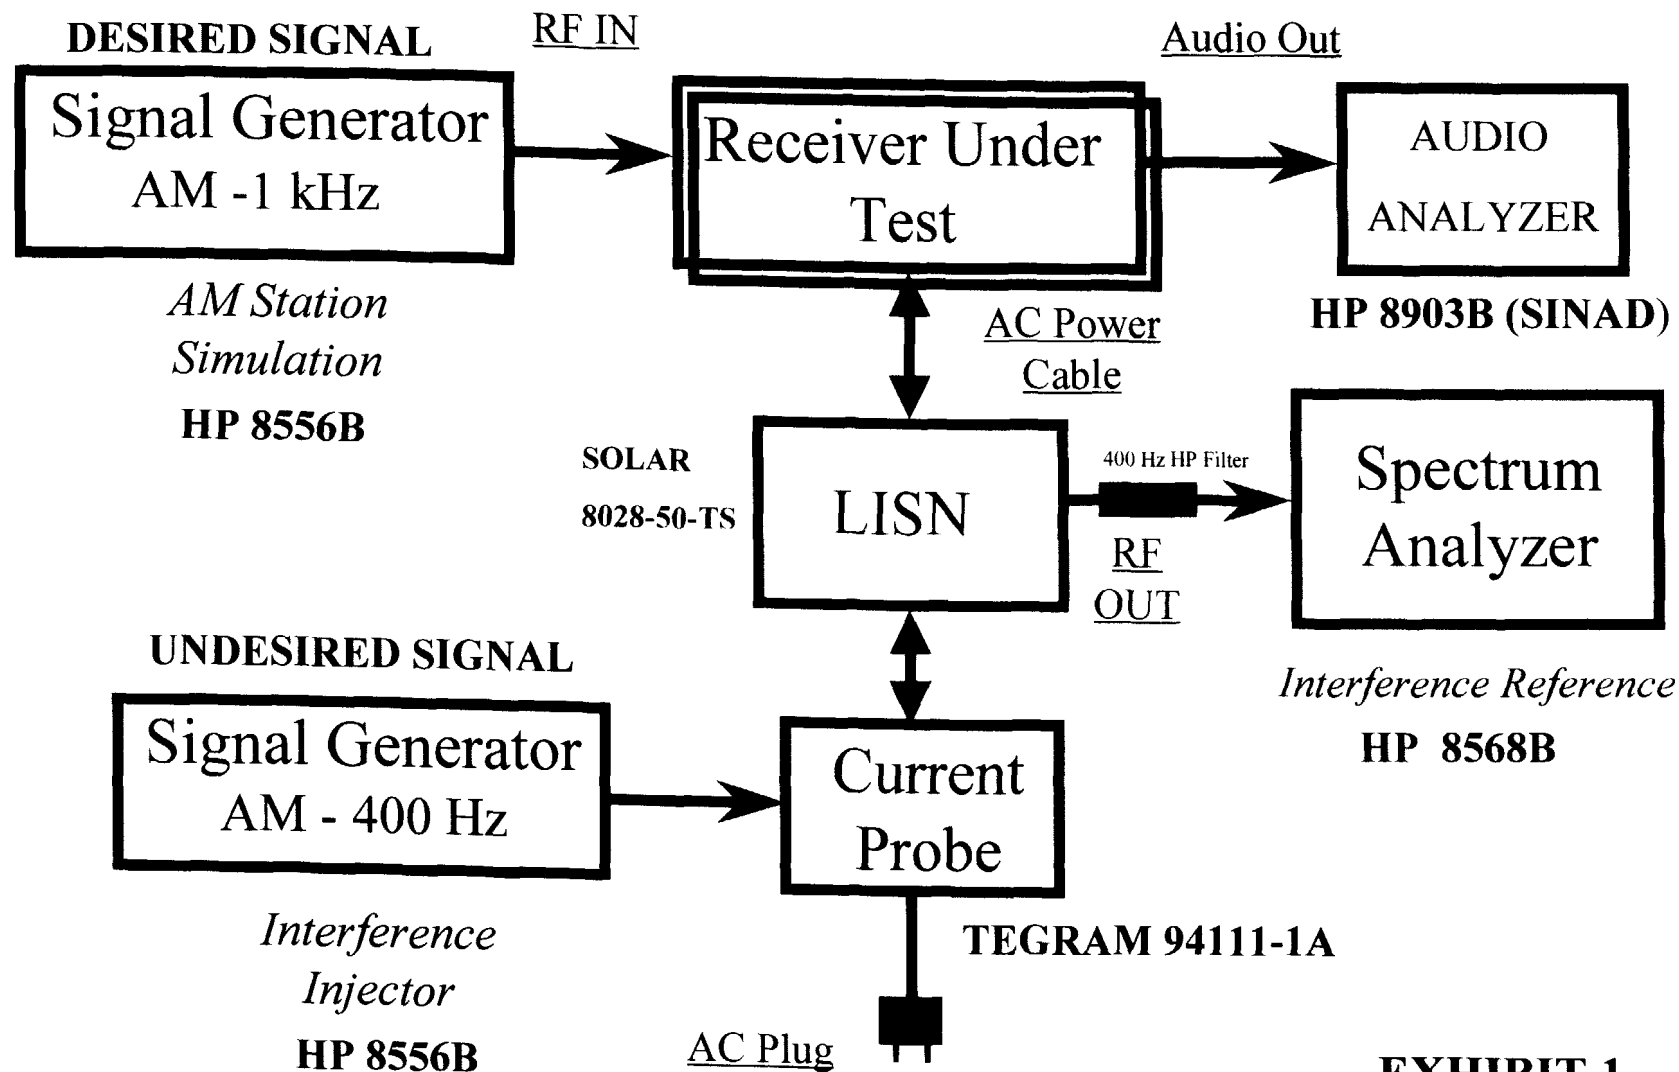 DESIRED SIGNAL
RF IN
Audio Out
Signal Generator
AM -1 kHz
Receiver Under
Test
AUDIO
ANALYZER
AM Station
Simulation
HP 8556B
AC Power
Cable
HP 8903B (SINAD)
SOLAR
8028-50-TS
LISN
400 Hz HP Filter
RF
OUT
Spectrum
Analyzer
Interference Reference
HP 8568B
UNDESIRED SIGNAL
Signal Generator
AM - 400 Hz
Current
Probe
Interference
Injector
HP 8556B
TEGRAM 94111-1A
AC Plug
EXHIBIT 1